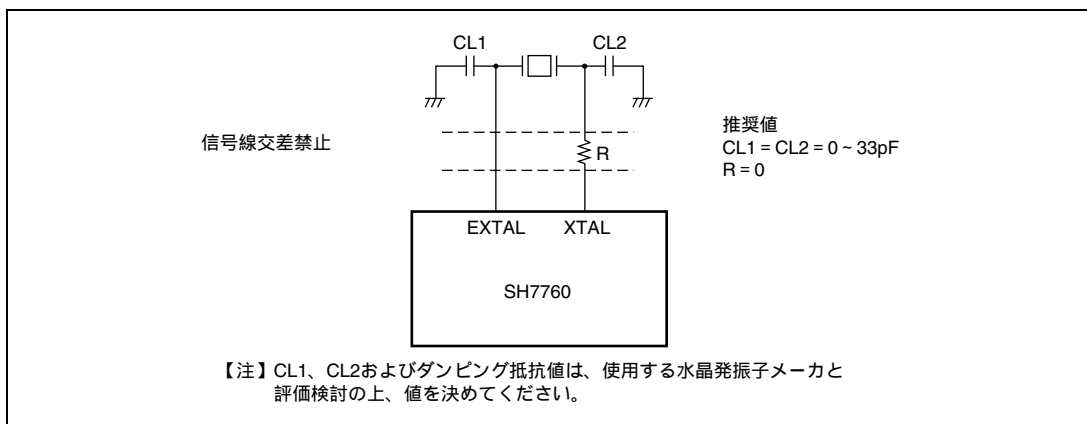 CL1 CL2
信号線交差禁止
R
推奨値
CL1 = CL2 = 0 ~ 33pF
R = 0
EXTAL XTAL
SH7760
【注】CL1、CL2およびダンピング抵抗値は、使用する水晶発振子メーカと
評価検討の上、値を決めてください。